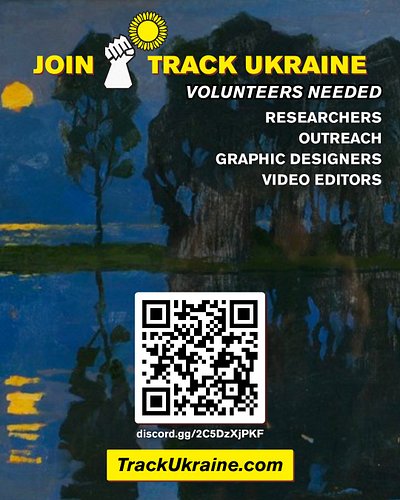 JOIN TRACK UKRAINE
VOLUNTEERS NEEDED
RESEARCHERS
OUTREACH
GRAPHIC DESIGNERS
VIDEO EDITORS
discord.gg/2C5DzXjPKF
TrackUkraine.com